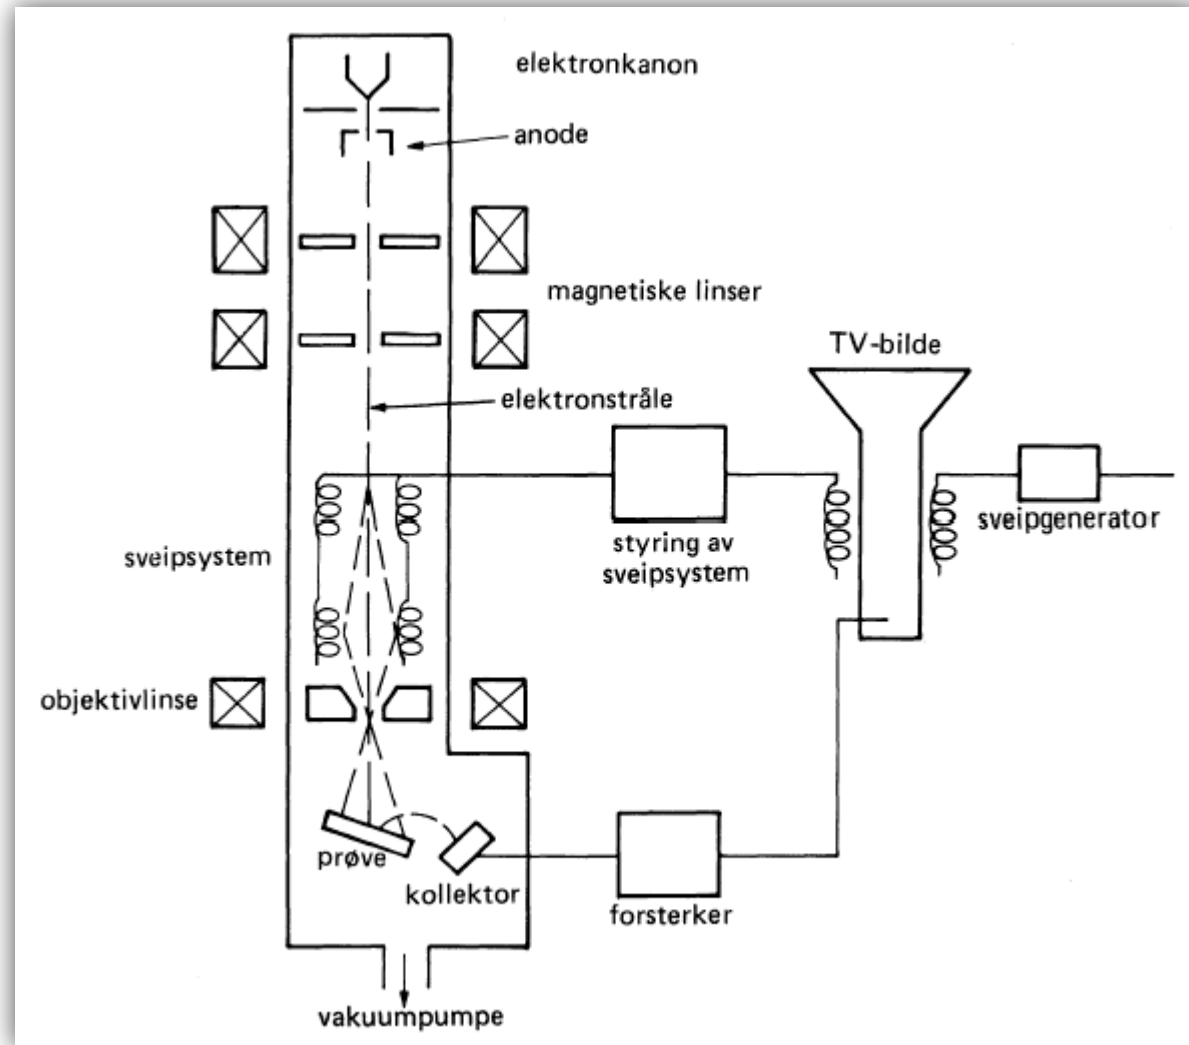 elektronkanon
anode
magnetiske linser
TV-bilde
elektronstråle
sveipgenerator
styring av
sveipsystem
sveipsystem
objektivlinse
prøve
kollektor
forsterker
vakuumpumpe